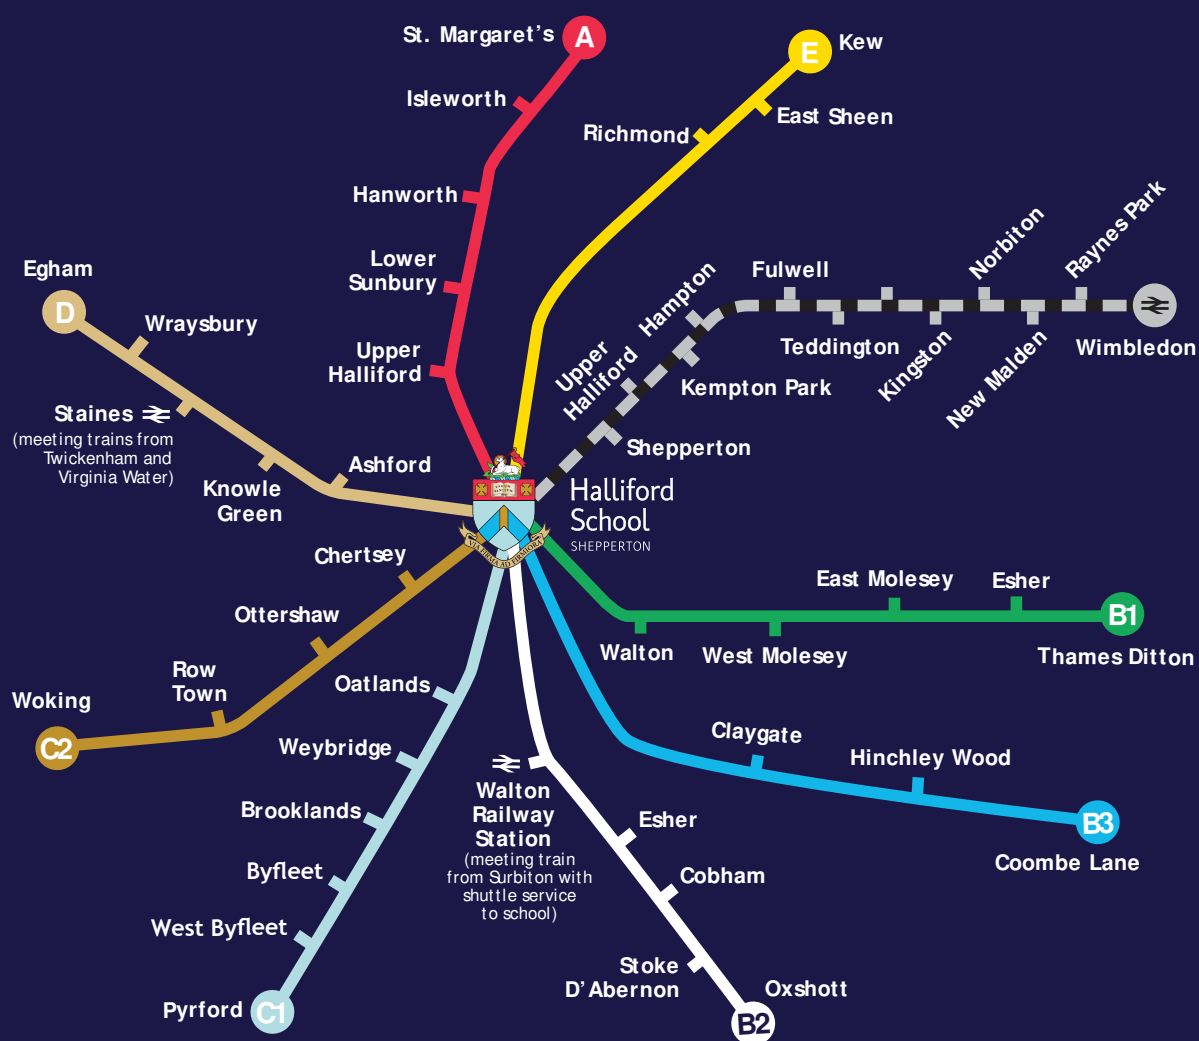 St. Margaret's
A
E
Kew
Isleworth
East Sheen
Richmond
Hanworth
Lower
Sunbury
Upper
Halliford
Egham
D
Wraysbury
Staines
(meeting trains from
Twickenham and
Virginia Water)
Knowle
Green
Ashford
Upper
Halliford
Hampton
Fulwell
Norbiton
Raynes Park
Teddington
Kingston
New Malden
Wimbledon
Kempton Park
Shepperton
Halliford
School
SHEPPERTON
VIA FIRMA AD FIRMIORA
Chertsey
Ottershaw
Row
Town
Woking
C2
East Molesey
Esher
B1
Walton
West Molesey
Thames Ditton
Oatlands
Weybridge
Brooklands
Byfleet
West Byfleet
Pyrford
C1
Claygate
Hinchley Wood
B3
Coombe Lane
Walton
Railway
Station
(meeting train
from Surbiton with
shuttle service
to school)
Esher
Cobham
Stoke
D'Abernon
Oxshott
B2